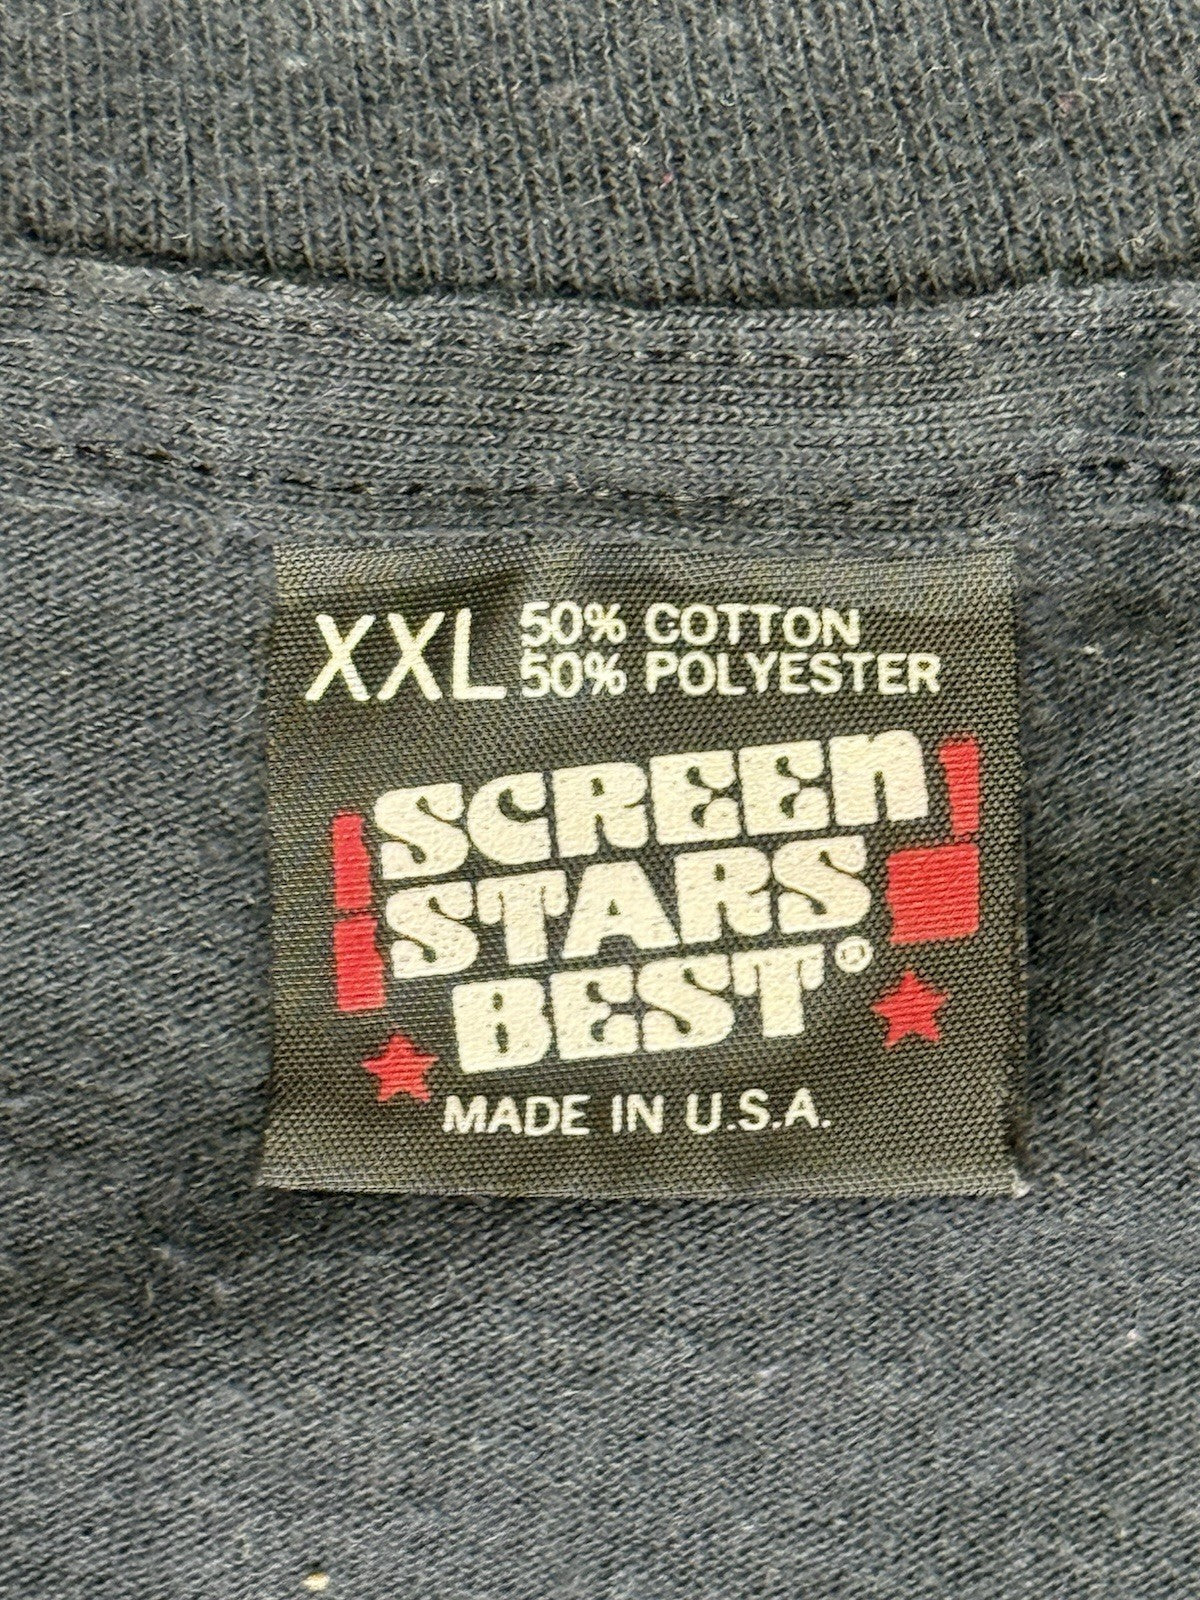 XXL 50% COTTON
50% POLYESTER
SCREEN
STARS
BEST®
MADE IN U.S.A.